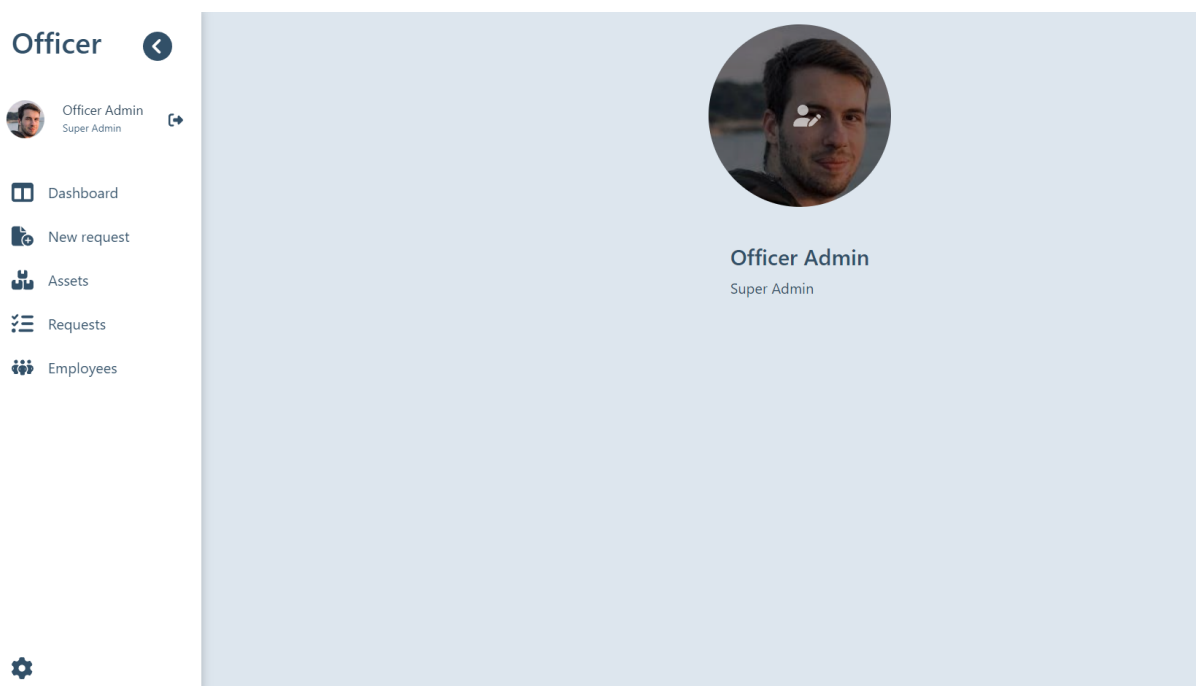 Officer
Officer Admin
Super Admin
Dashboard
New request
Assets
Requests
Employees
Officer Admin
Super Admin